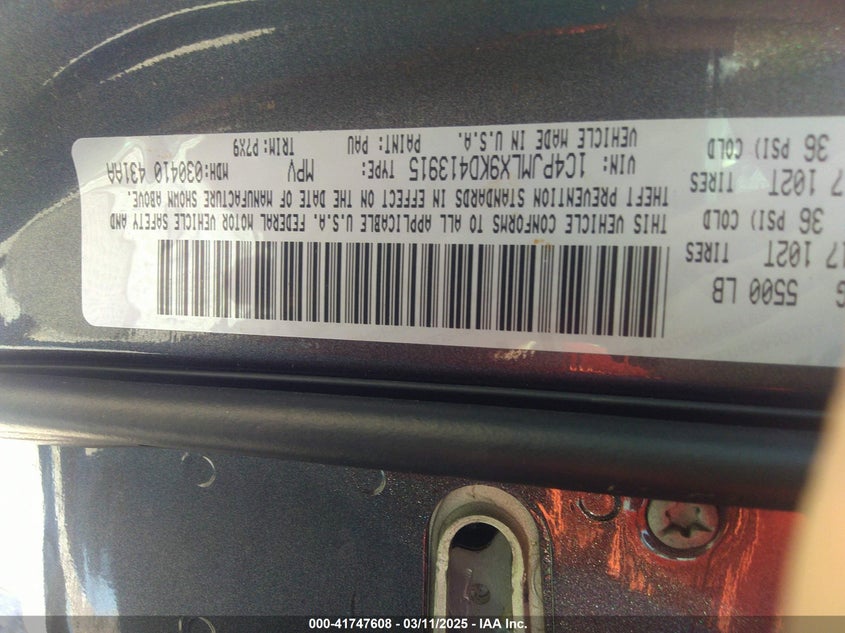 5500 LB
102T TIRES
36 PSI) COLD
102T TIRES
36 PSI) COLD
THIS VEHICLE CONFORMS TO ALL APPLICABLE U.S.A. FEDERAL MOTOR VEHICLE SAFETY AND
THEFT PREVENTION STANDARDS IN EFFECT ON THE DATE OF MANUFACTURE SHOWN ABOVE.
VIN: 1C4PJMLX9KD413915 TYPE: MPV MDH:030410 431AA
VEHICLE MADE IN U.S.A. PAINT: PAU TRIM:P7X9
000-41747608 - 03/11/2025 - IAA Inc.